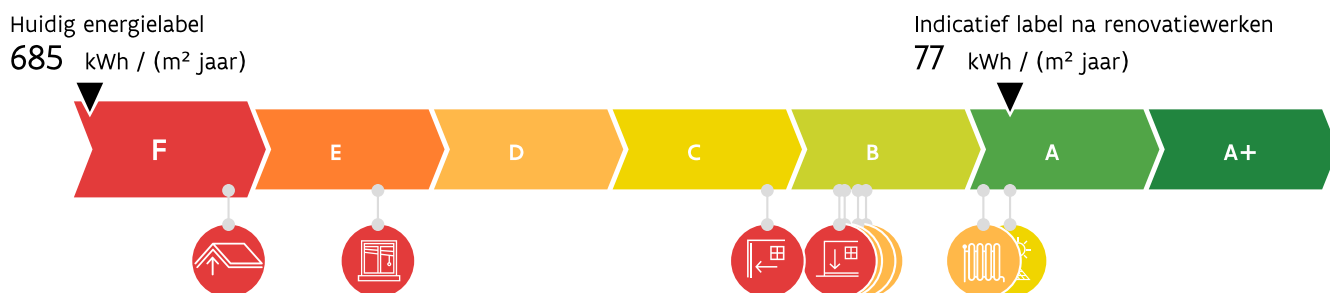 Huidig energielabel
685 kWh / (m² jaar)
Indicatief label na renovatiewerken
77 kWh / (m² jaar)
F E D C B A A+